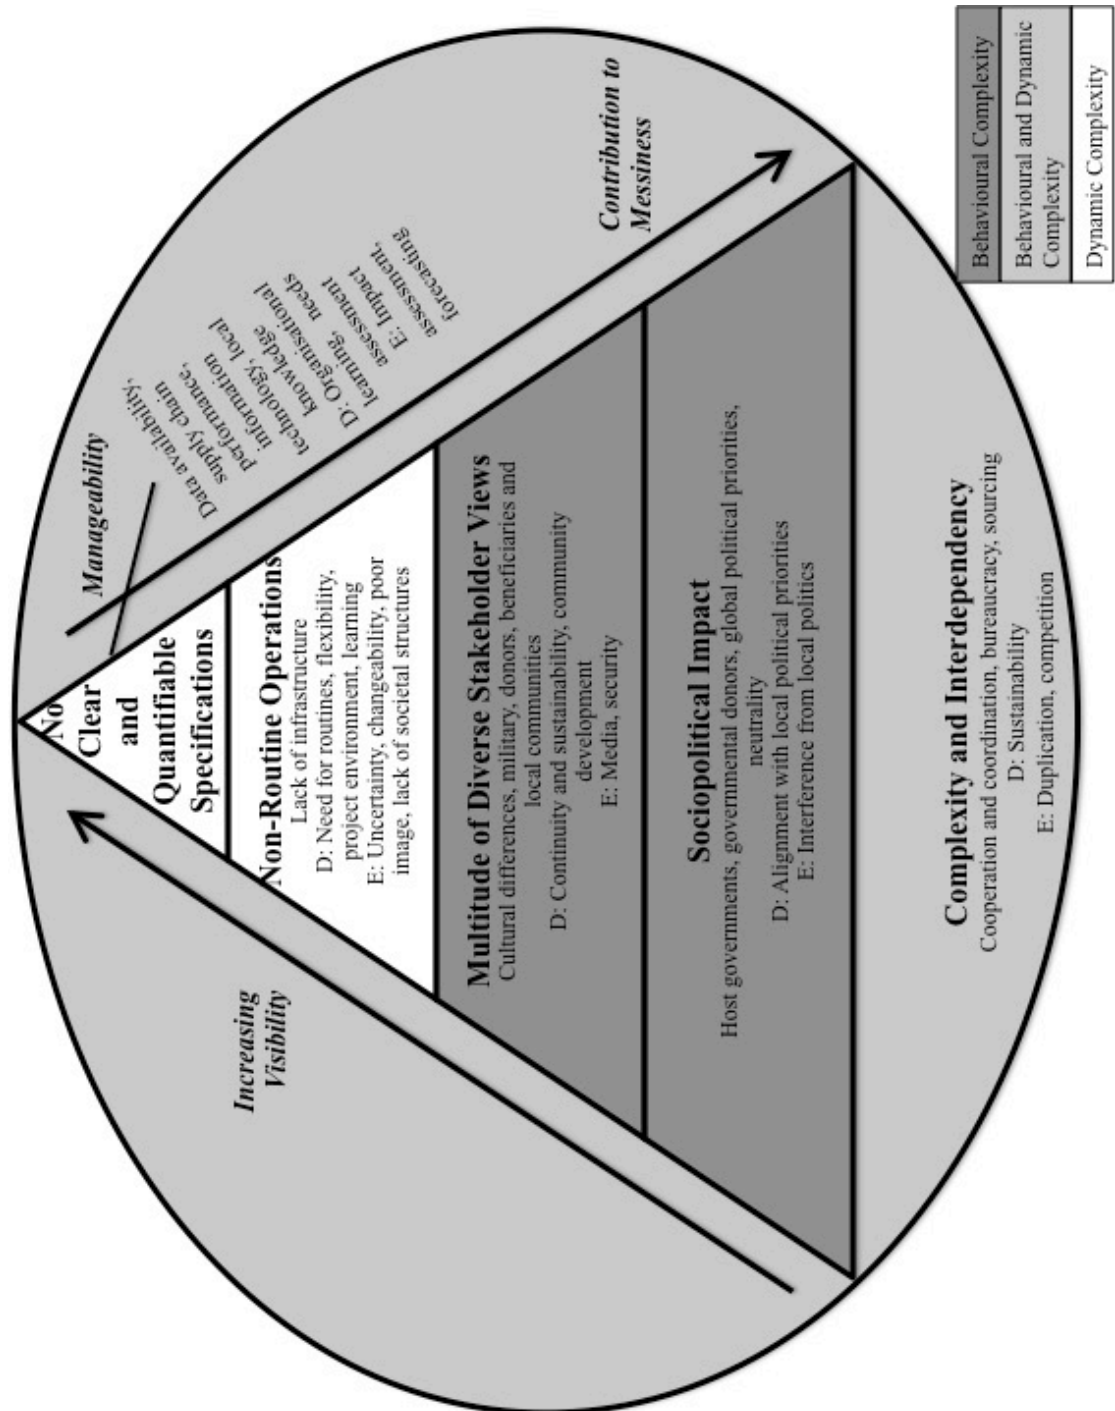 Increasing
Visibility
Manageability
Contribution to
Messiness
No
Clear
and
Quantifiable
Specifications
Data availability,
supply chain
performance,
information
technology, local
knowledge
D: Organisational
learning, needs
assessment
E: Impact
assessment,
forecasting
Non-Routine Operations
Lack of infrastructure
D: Need for routines, flexibility,
project environment, learning
E: Uncertainty, changeability, poor
image, lack of societal structures
Multitude of Diverse Stakeholder Views
Cultural differences, military, donors, beneficiaries and
local communities
D: Continuity and sustainability, community
development
E: Media, security
Sociopolitical Impact
Host governments, governmental donors, global political priorities,
neutrality
D: Alignment with local political priorities
E: Interference from local politics
Complexity and Interdependency
Cooperation and coordination, bureaucracy, sourcing
D: Sustainability
E: Duplication, competition
Behavioural Complexity
Behavioural and Dynamic
Complexity
Dynamic Complexity